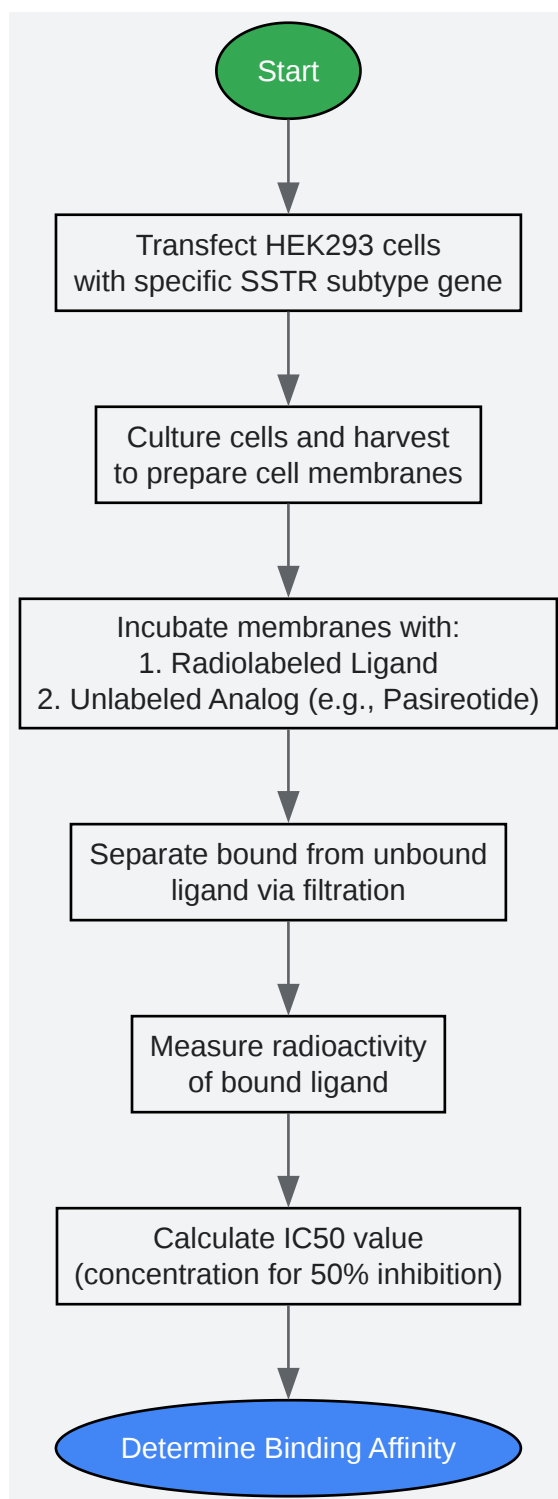 Start
Transfect HEK293 cells
with specific SSTR subtype gene
Culture cells and harvest
to prepare cell membranes
Incubate membranes with:
1. Radiolabeled Ligand
2. Unlabeled Analog (e.g., Pasireotide)
Separate bound from unbound
ligand via filtration
Measure radioactivity
of bound ligand
Calculate IC50 value
(concentration for 50% inhibition)
Determine Binding Affinity